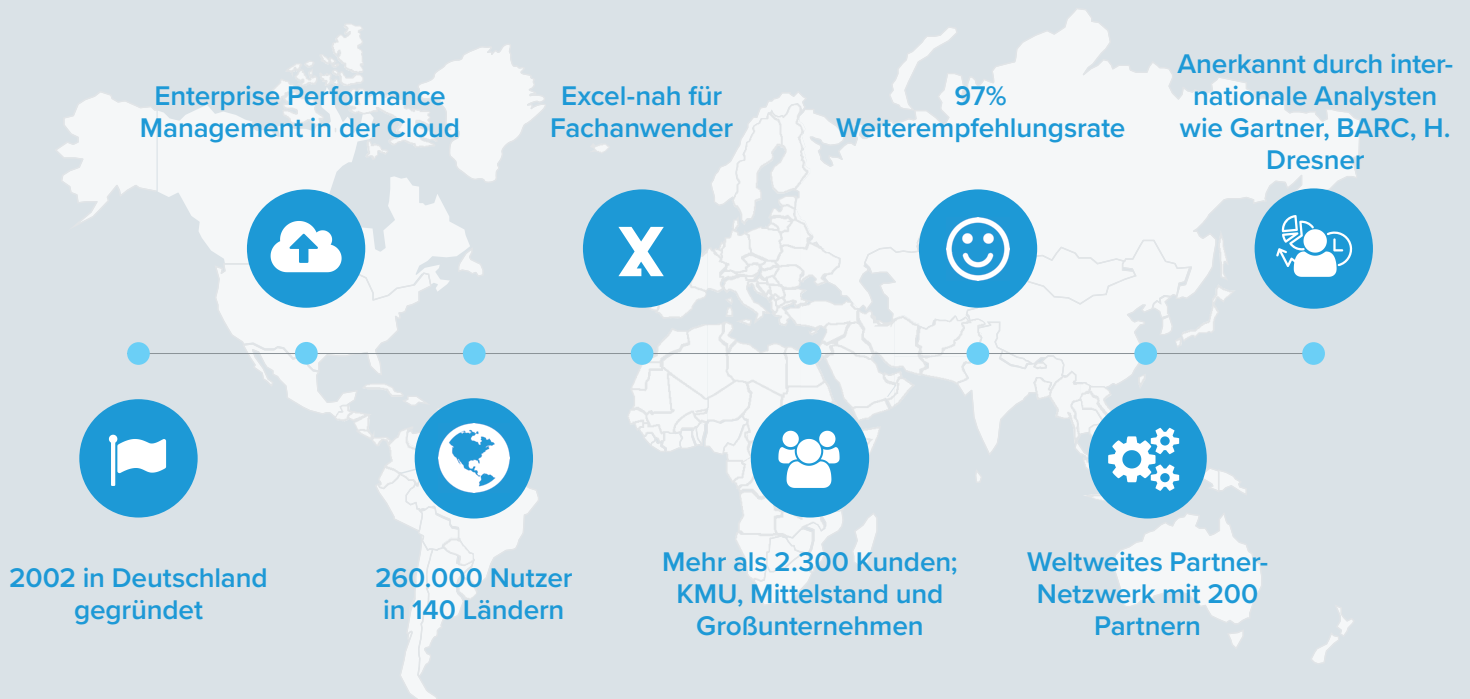 Enterprise Performance
Management in der Cloud
Excel-nah für
Fachanwender
97%
Weiterempfehlungsrate
Anerkannt durch inter-
nationale Analysten
wie Gartner, BARC, H.
Dresner
2002 in Deutschland
gegründet
260.000 Nutzer
in 140 Ländern
Mehr als 2.300 Kunden;
KMU, Mittelstand und
Großunternehmen
Weltweites Partner-
Netzwerk mit 200
Partnern